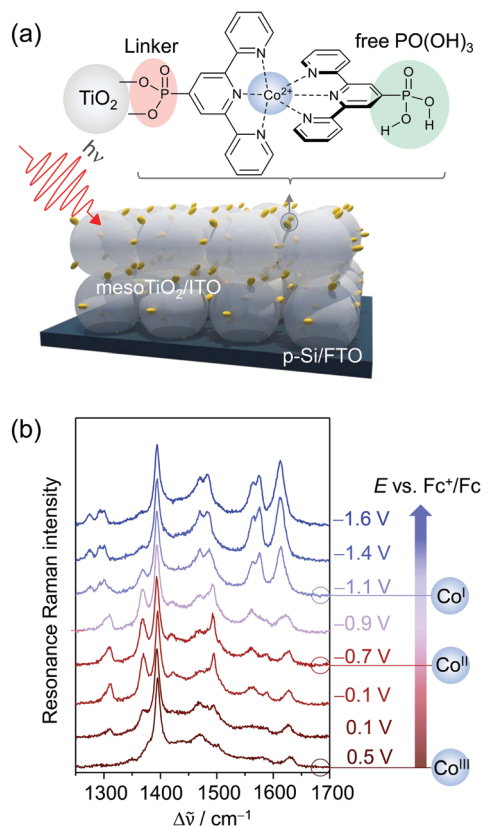 (a)
Linker
free PO(OH)3
TiO2
O
O
O
P
N
N
N
Co2+
N
N
N
O
P
O
O
H
H
hν
mesoTiO2/ITO
p-Si/FTO
(b)
Resonance Raman intensity
E vs. Fc+/Fc
−1.6 V
−1.4 V
−1.1 V
CoI
−0.9 V
−0.7 V
CoII
−0.1 V
0.1 V
0.5 V
CoIII
1300 1400 1500 1600 1700
Δν̃ / cm−1